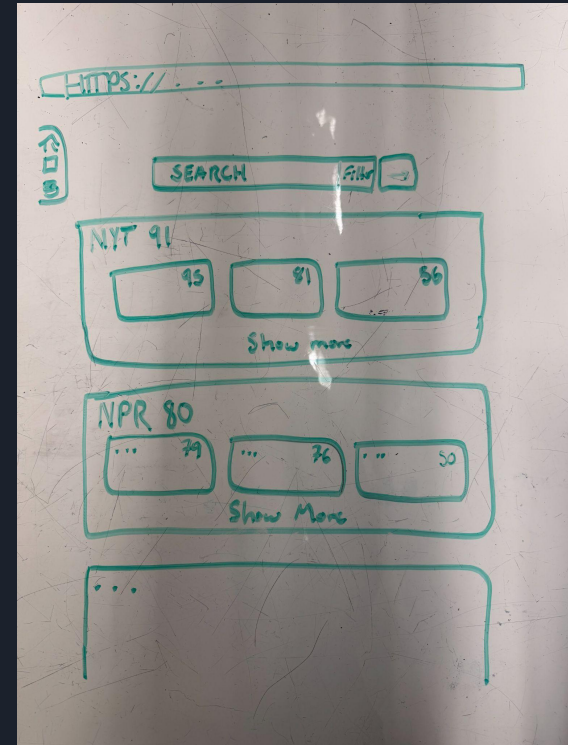 HTTPS:// . . .
SEARCH Filter →
NYT 91
95 81 56
Show more
NPR 80
... 79 ... 76 ... 50
Show More
...